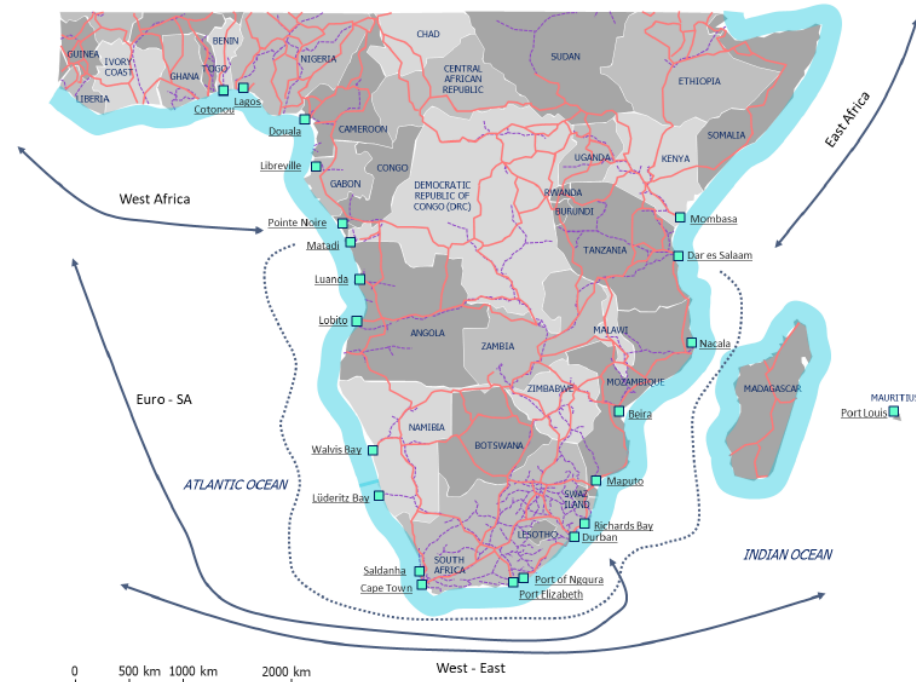 CHAD
BENIN
GUINEA
IVORY
COAST
TOGO
GHANA
NIGERIA
SUDAN
CENTRAL
AFRICAN
REPUBLIC
ETHIOPIA
LIBERIA
Cotonou
Lagos
Douala
CAMEROON
SOMALIA
East Africa
Libreville
GABON
CONGO
UGANDA
KENYA
DEMOCRATIC
REPUBLIC OF
CONGO (DRC)
RWANDA
BURUNDI
West Africa
Pointe Noire
Mombasa
Matadi
TANZANIA
Dar es Salaam
Luanda
Lobito
ANGOLA
ZAMBIA
MALAWI
Nacala
MOZAMBIQUE
ZIMBABWE
MADAGASCAR
MAURITIUS
Port Louis
Euro - SA
Beira
NAMIBIA
BOTSWANA
Walvis Bay
ATLANTIC OCEAN
Maputo
Lüderitz Bay
SWAZ
ILAND
Richards Bay
LESOTHO
Durban
INDIAN OCEAN
SOUTH
AFRICA
Saldanha
Cape Town
Port of Ngqura
Port Elizabeth
West - East
0 500 km 1000 km 2000 km